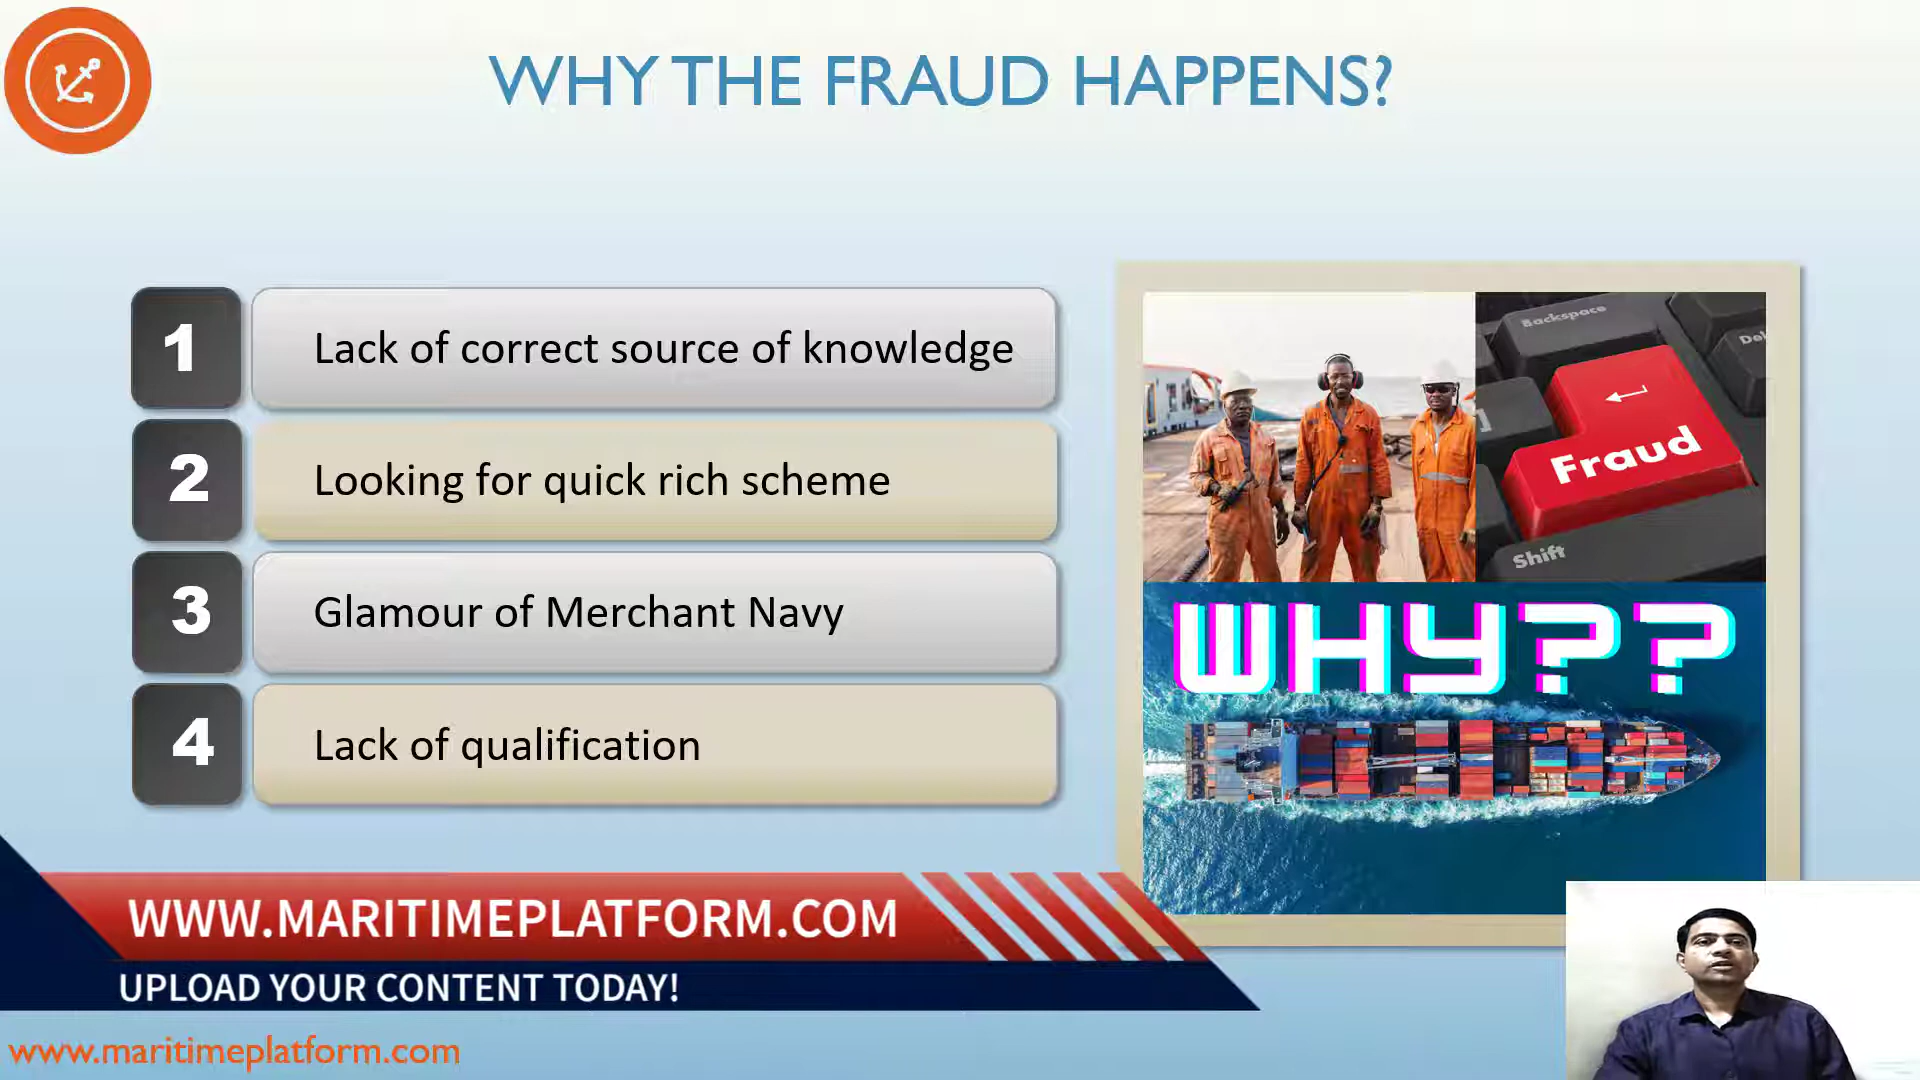 WHY THE FRAUD HAPPENS?
1 Lack of correct source of knowledge
2 Looking for quick rich scheme
3 Glamour of Merchant Navy
4 Lack of qualification
Backspace
Fraud
Shift
WHY??
WWW.MARITIMEPLATFORM.COM
UPLOAD YOUR CONTENT TODAY!
www.maritimeplatform.com